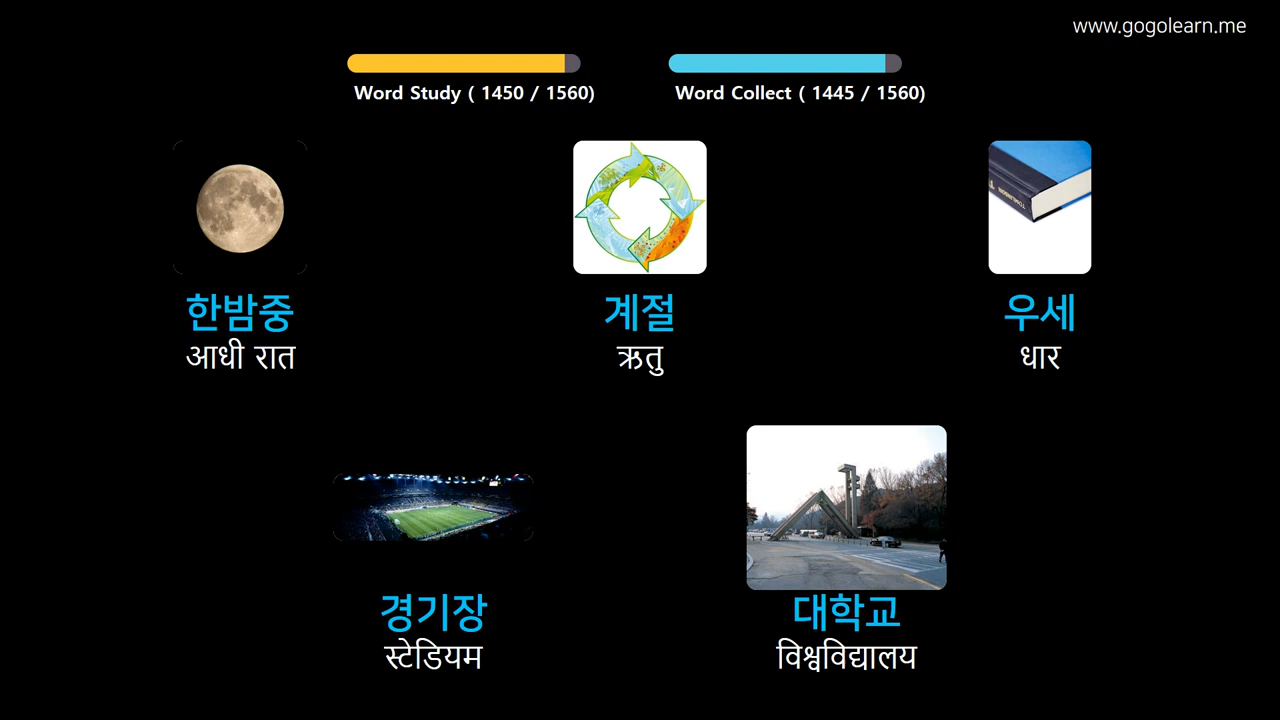 www.gogolearn.me
Word Study ( 1450 / 1560)
Word Collect ( 1445 / 1560)
한밤중
आधी रात
계절
ऋतु
우세
धार
경기장
स्टेडियम
대학교
विश्वविद्यालय